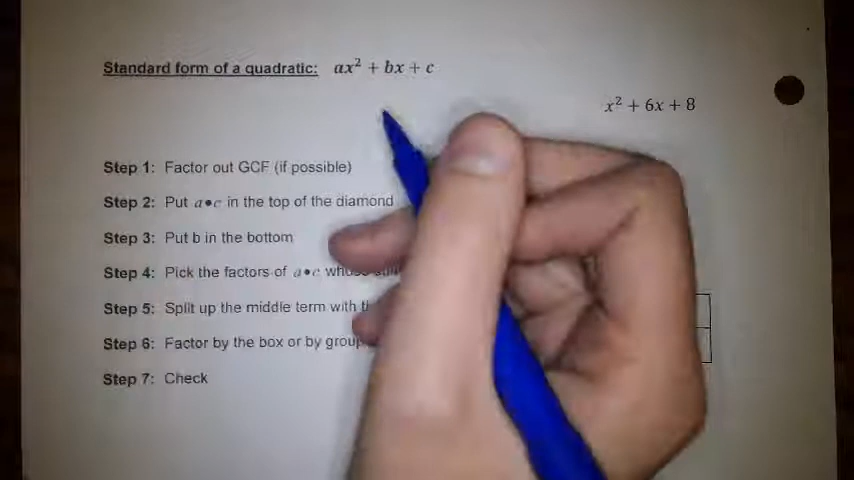 Standard form of a quadratic: ax² + bx + c
x² + 6x + 8
Step 1: Factor out GCF (if possible)
Step 2: Put a•c in the top of the diamond
Step 3: Put b in the bottom
Step 4: Pick the factors of a•c whose
Step 5: Split up the middle term with
Step 6: Factor by the box or by
Step 7: Check